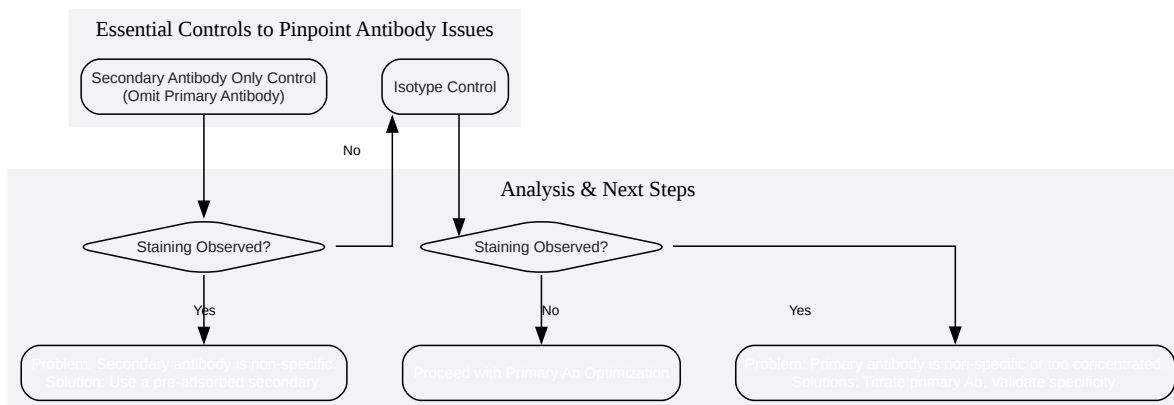 Essential Controls to Pinpoint Antibody Issues
Secondary Antibody Only Control
(Omit Primary Antibody)
Isotype Control
No
Analysis & Next Steps
Staining Observed?
Staining Observed?
Yes
No
Yes
Problem: Secondary antibody is non-specific.
Solution: Use a pre-adsorbed secondary.
Proceed with Primary Ab Optimization
Problem: Primary antibody is non-specific or too concentrated.
Solutions: Titrate primary Ab, Validate specificity.